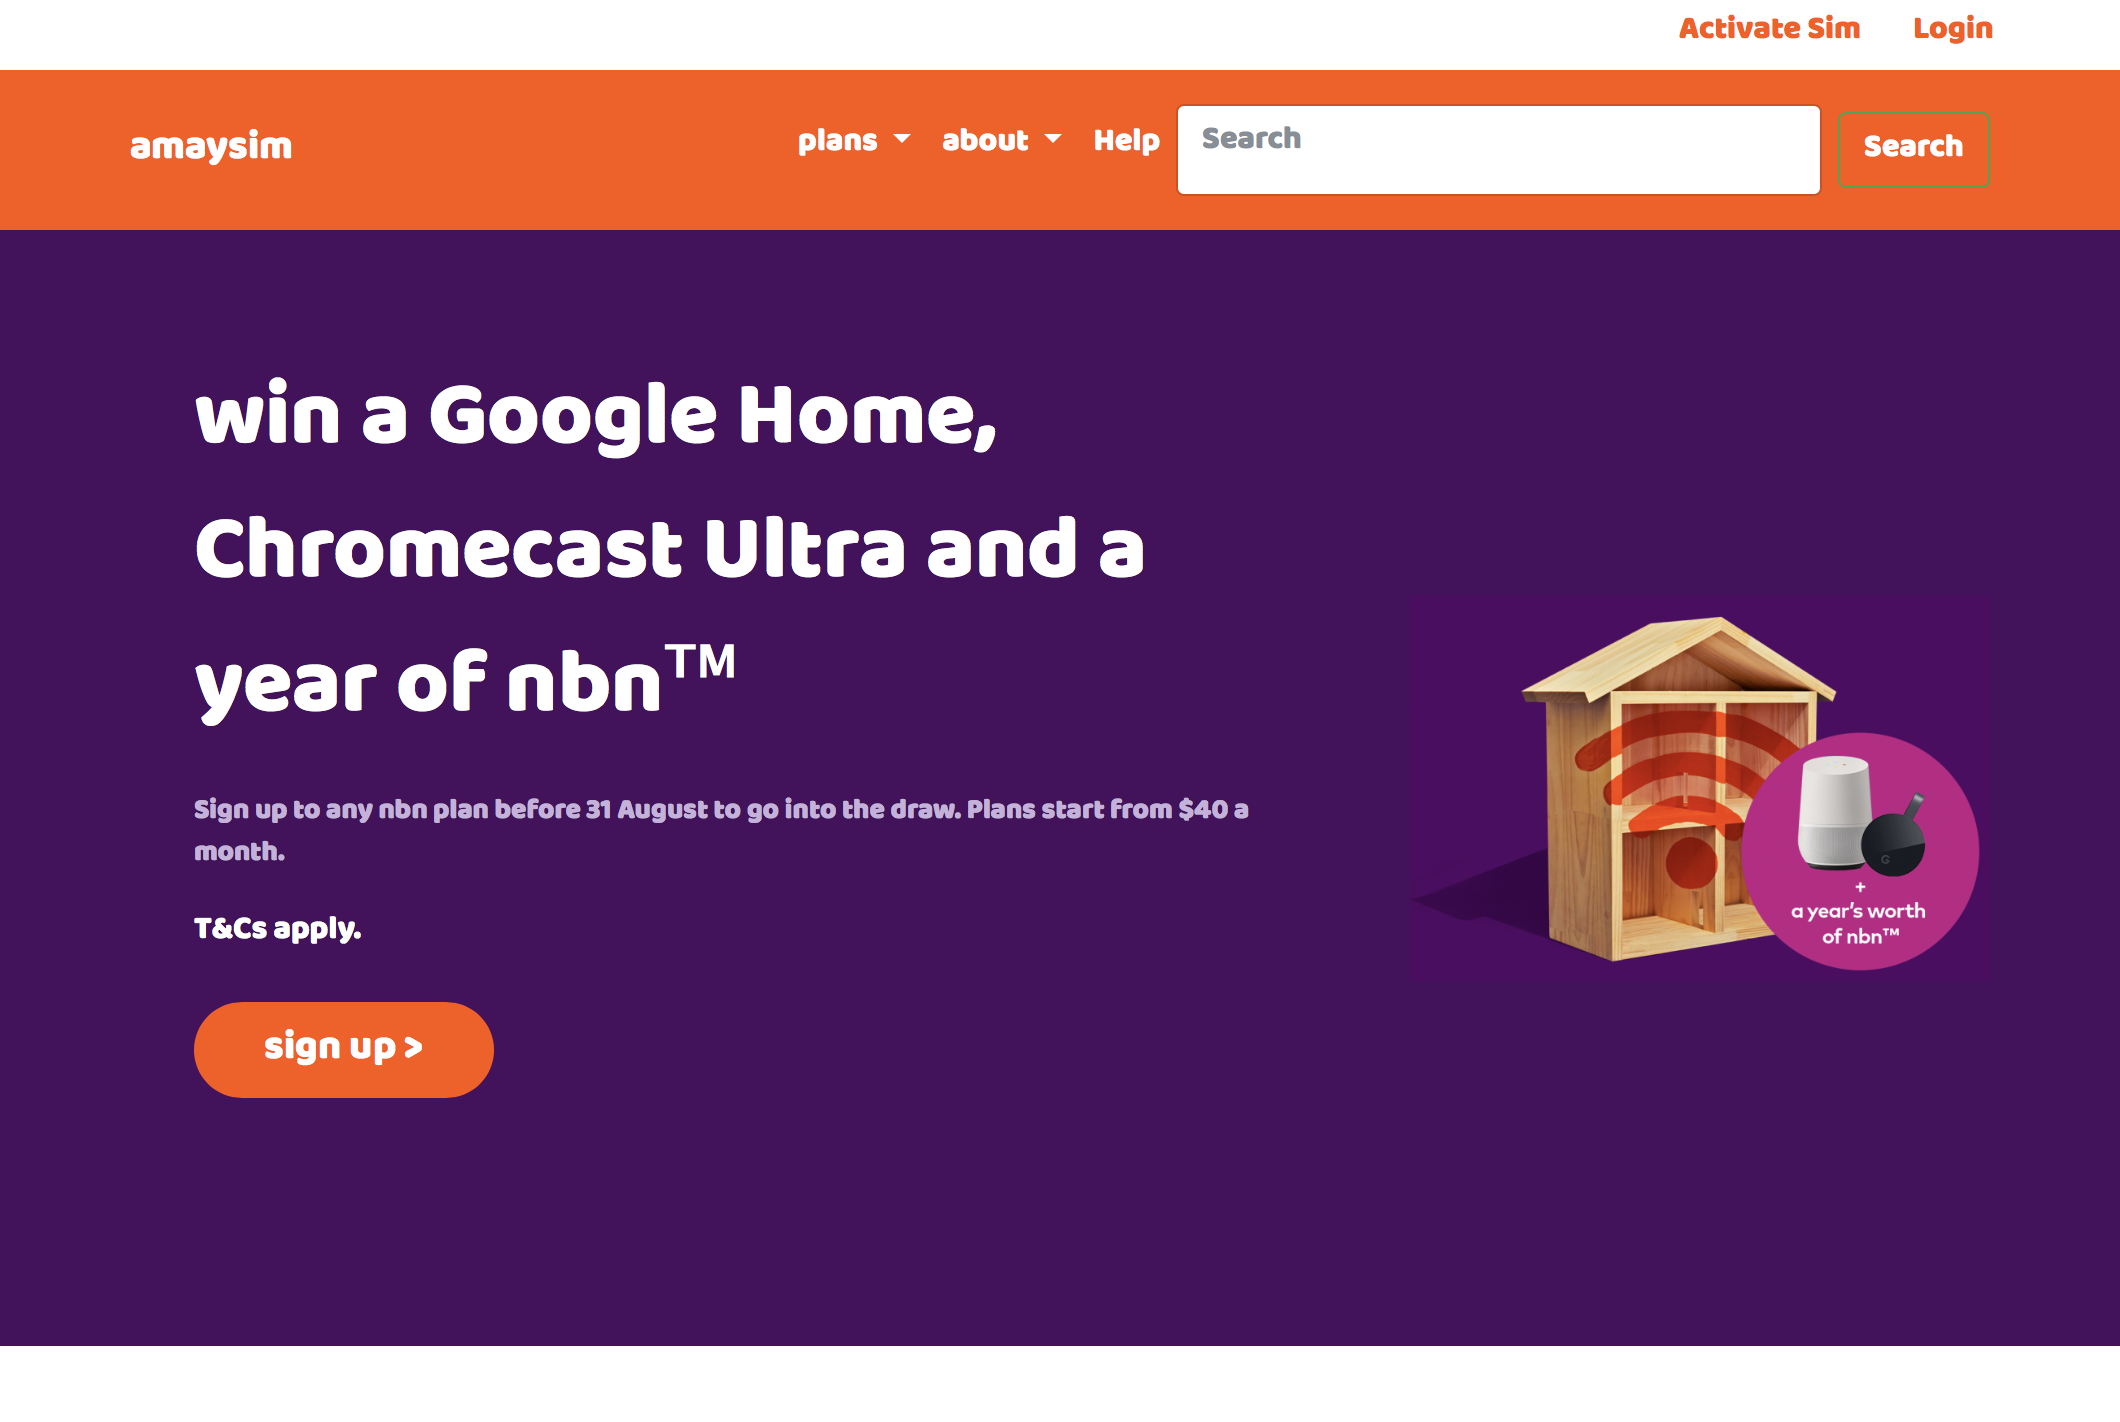 Activate Sim Login
amaysim plans about Help Search Search
win a Google Home,
Chromecast Ultra and a
year of nbn™
Sign up to any nbn plan before 31 August to go into the draw. Plans start from $40 a
month.
T&Cs apply.
sign up >
G
+
a year's worth
of nbn™